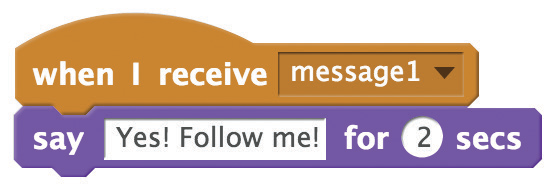 when I receive message1
say Yes! Follow me! for 2 secs